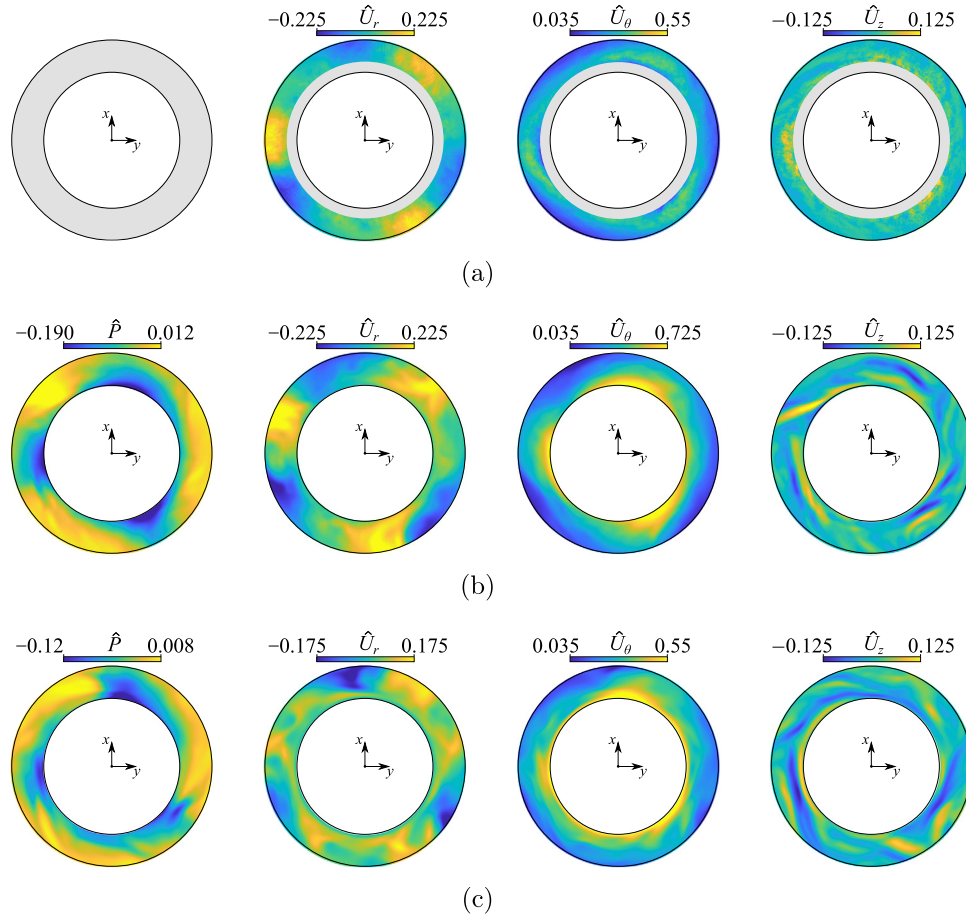 −0.225 Û_r 0.225 0.035 Û_θ 0.55 −0.125 Û_z 0.125
x y x y x y x y
(a)
−0.190 P̂ 0.012 −0.225 Û_r 0.225 0.035 Û_θ 0.725 −0.125 Û_z 0.125
x y x y x y x y
(b)
−0.12 P̂ 0.008 −0.175 Û_r 0.175 0.035 Û_θ 0.55 −0.125 Û_z 0.125
x y x y x y x y
(c)